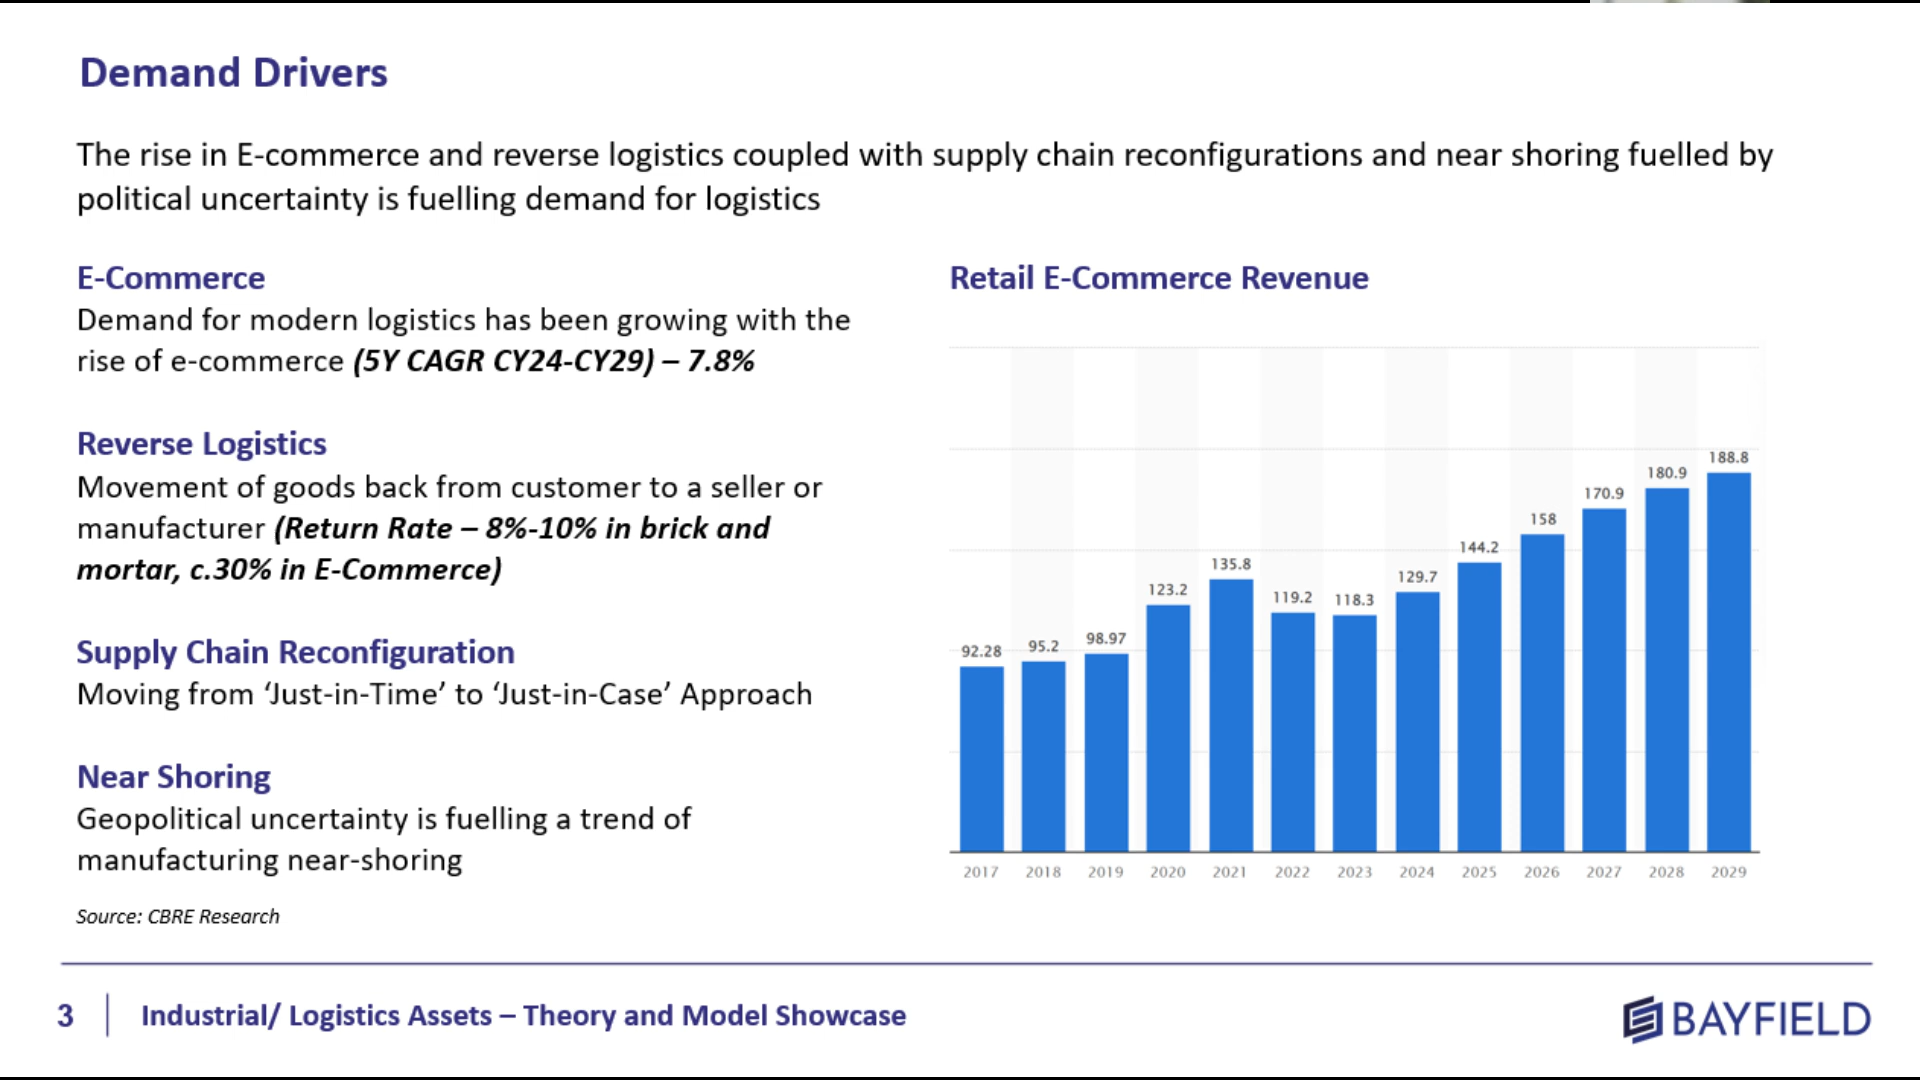 Demand Drivers
The rise in E-commerce and reverse logistics coupled with supply chain reconfigurations and near shoring fuelled by
political uncertainty is fuelling demand for logistics
E-Commerce
Demand for modern logistics has been growing with the
rise of e-commerce (5Y CAGR CY24-CY29) – 7.8%
Reverse Logistics
Movement of goods back from customer to a seller or
manufacturer (Return Rate – 8%-10% in brick and
mortar, c.30% in E-Commerce)
Supply Chain Reconfiguration
Moving from ‘Just-in-Time’ to ‘Just-in-Case’ Approach
Near Shoring
Geopolitical uncertainty is fuelling a trend of
manufacturing near-shoring
Source: CBRE Research
Retail E-Commerce Revenue
92.28 95.2 98.97 123.2 135.8 119.2 118.3 129.7 144.2 158 170.9 180.9 188.8
2017 2018 2019 2020 2021 2022 2023 2024 2025 2026 2027 2028 2029
3 Industrial/ Logistics Assets – Theory and Model Showcase
BAYFIELD